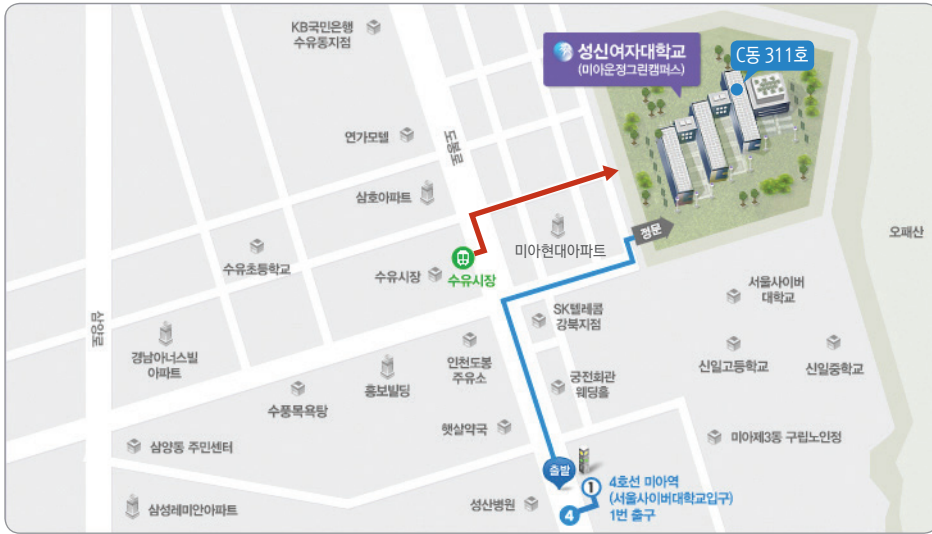 KB국민은행
수유동지점
성신여자대학교
(미아운정그린캠퍼스)
C동 311호
연가모텔
도봉로
삼호아파트
정문
미아현대아파트
오패산
수유초등학교
수유시장
수유시장
서울사이버
대학교
SK텔레콤
강북지점
삼양로
경남아너스빌
아파트
홍보빌딩
인천도봉
주유소
신일고등학교
신일중학교
궁전회관
웨딩홀
수풍목욕탕
햇살약국
미아제3동 구립노인정
삼양동 주민센터
출발
1
4호선 미아역
(서울사이버대학교입구)
1번 출구
4
성산병원
삼성레미안아파트